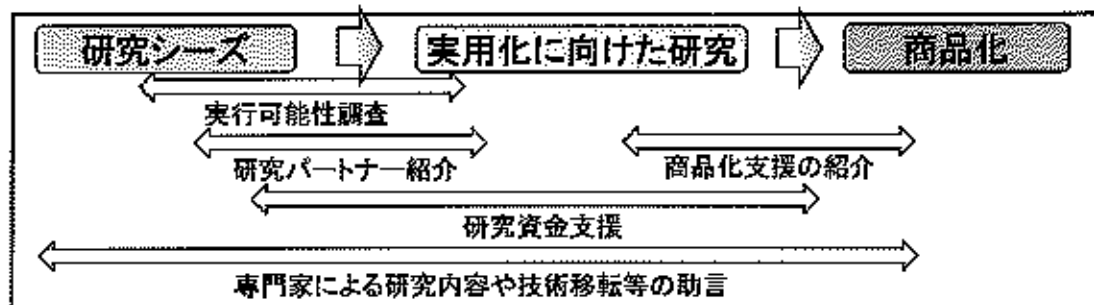 研究シーズ 実用化に向けた研究 商品化
実行可能性調査
研究パートナー紹介 商品化支援の紹介
研究資金支援
専門家による研究内容や技術移転等の助言